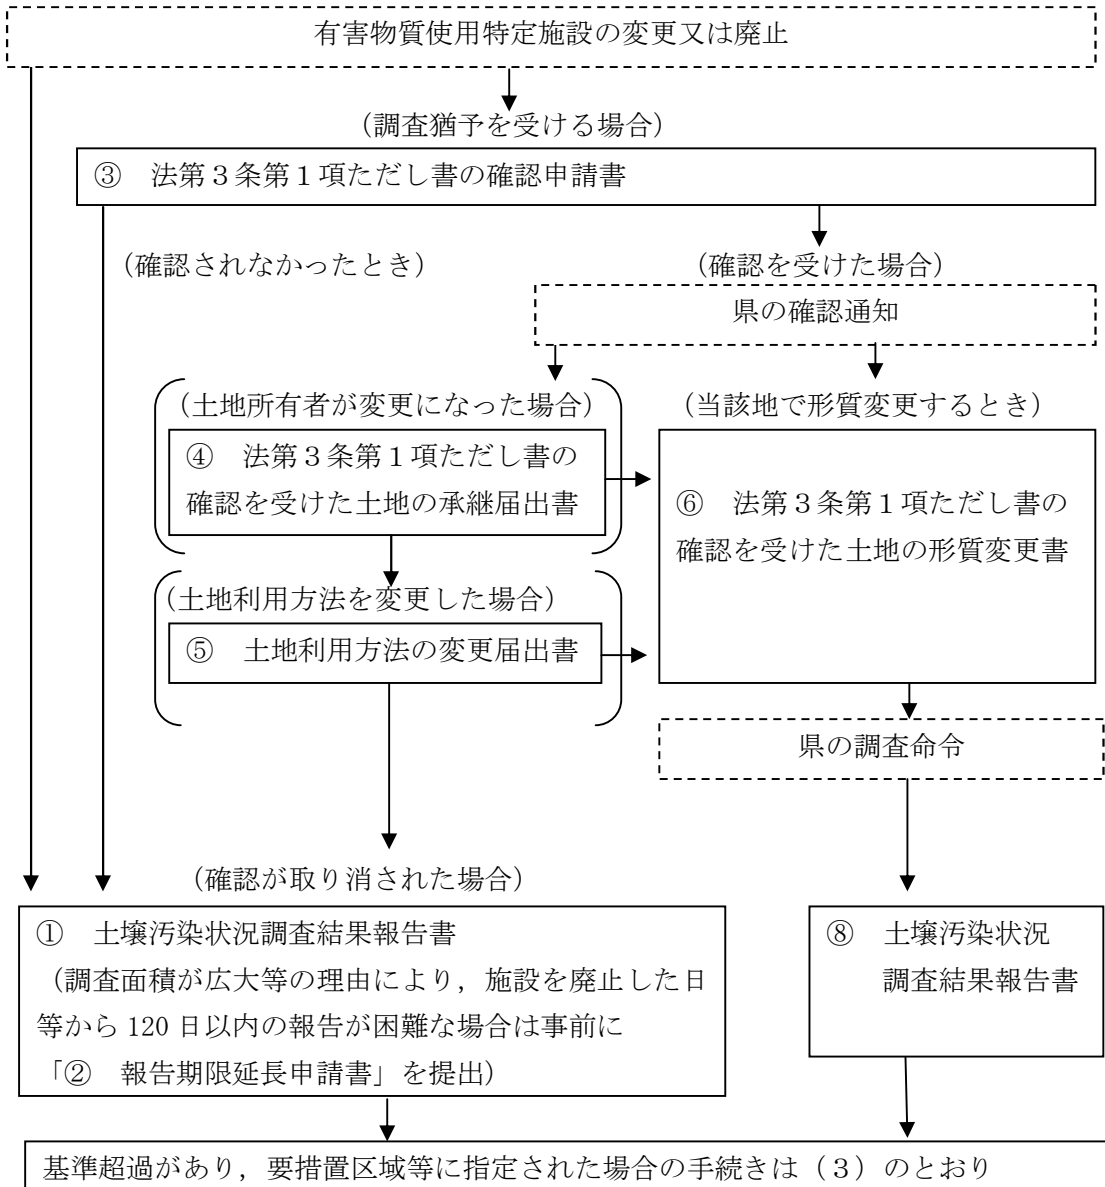 有害物質使用特定施設の変更又は廃止
（調査猶予を受ける場合）
③　法第３条第１項ただし書の確認申請書
（確認されなかったとき）
（確認を受けた場合）
県の確認通知
（土地所有者が変更になった場合）
④　法第３条第１項ただし書の
確認を受けた土地の承継届出書
（当該地で形質変更するとき）
⑥　法第３条第１項ただし書の
確認を受けた土地の形質変更書
（土地利用方法を変更した場合）
⑤　土地利用方法の変更届出書
県の調査命令
（確認が取り消された場合）
①　土壌汚染状況調査結果報告書
（調査面積が広大等の理由により，施設を廃止した日
等から 120 日以内の報告が困難な場合は事前に
「②　報告期限延長申請書」を提出）
⑧　土壌汚染状況
調査結果報告書
基準超過があり，要措置区域等に指定された場合の手続きは（３）のとおり